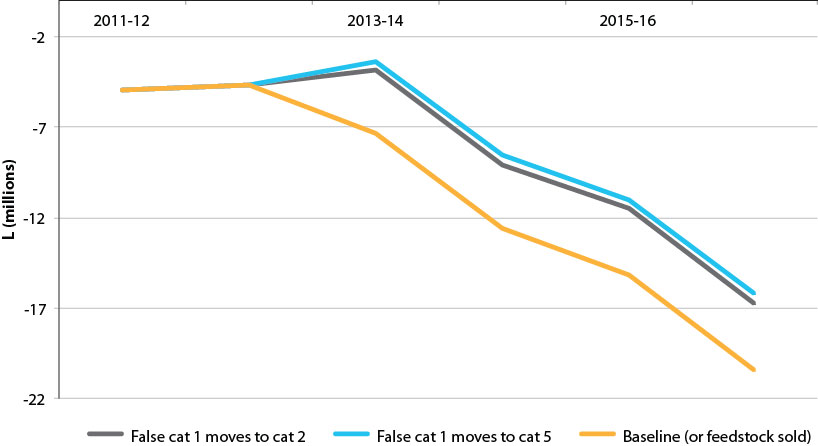 2011-12 2013-14 2015-16
-2
-7
-12
-17
-22
L (millions)
False cat 1 moves to cat 2 False cat 1 moves to cat 5 Baseline (or feedstock sold)